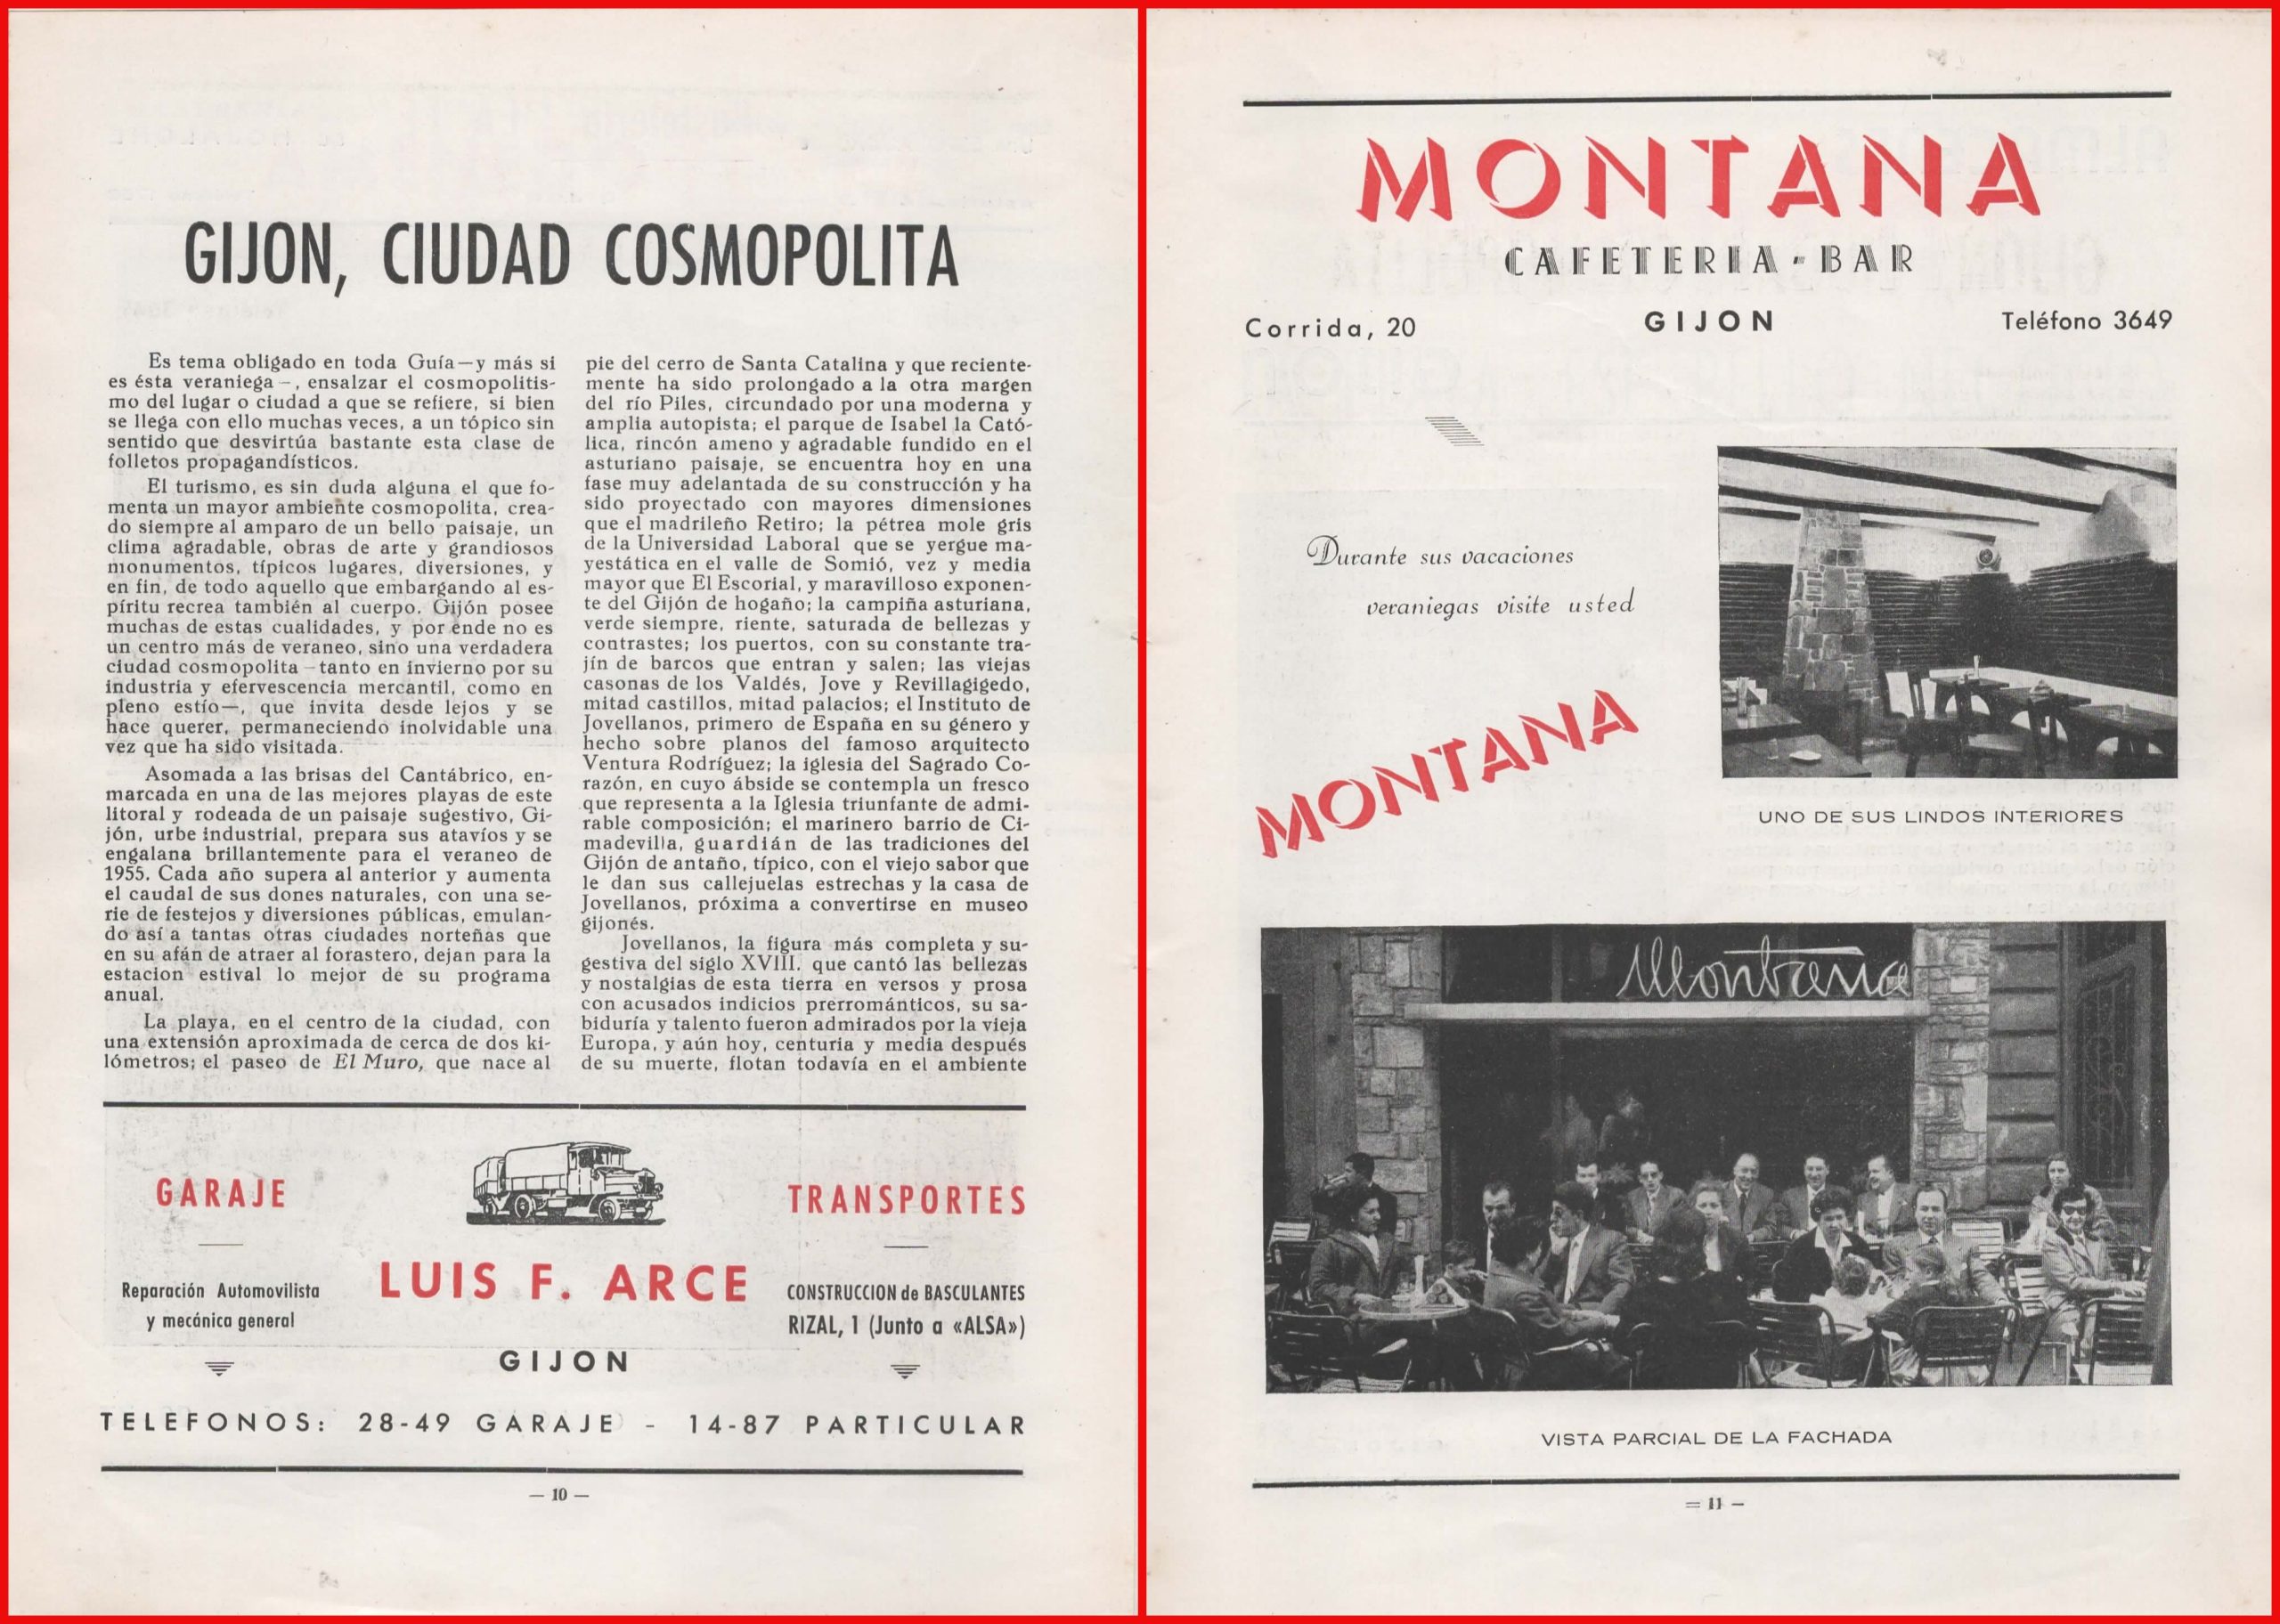 GIJON, CIUDAD COSMOPOLITA
Es tema obligado en toda Guía—y más si
es ésta veraniega—, ensalzar el cosmopolitis-
mo del lugar o ciudad a que se refiere, si bien
se llega con ello muchas veces, a un tópico sin
sentido que desvirtúa bastante esta clase de
folletos propagandísticos.
El turismo, es sin duda alguna el que fo-
menta un mayor ambiente cosmopolita, crea-
do siempre al amparo de un bello paisaje, un
clima agradable, obras de arte y grandiosos
monumentos, típicos lugares, diversiones, y
en fin, de todo aquello que embargando al es-
píritu recrea también al cuerpo. Gijón posee
muchas de estas cualidades, y por ende no es
un centro más de veraneo, sino una verdadera
ciudad cosmopolita—tanto en invierno por su
industria y efervescencia mercantil, como en
pleno estío—, que invita desde lejos y se
hace querer, permaneciendo inolvidable una
vez que ha sido visitada.
Asomada a las brisas del Cantábrico, en-
marcada en una de las mejores playas de este
litoral y rodeada de un paisaje sugestivo, Gi-
jón, urbe industrial, prepara sus atavíos y se
engalana brillantemente para el veraneo de
1955. Cada año supera al anterior y aumenta
el caudal de sus dones naturales, con una se-
rie de festejos y diversiones públicas, emulan-
do así a tantas otras ciudades norteñas que
en su afán de atraer al forastero, dejan para la
estacion estival lo mejor de su programa
anual.
La playa, en el centro de la ciudad, con
una extensión aproximada de cerca de dos ki-
lómetros; el paseo de El Muro, que nace al
pie del cerro de Santa Catalina y que reciente-
mente ha sido prolongado a la otra margen
del río Piles, circundado por una moderna y
amplia autopista; el parque de Isabel la Cató-
lica, rincón ameno y agradable fundido en el
asturiano paisaje, se encuentra hoy en una
fase muy adelantada de su construcción y ha
sido proyectado con mayores dimensiones
que el madrileño Retiro; la pétrea mole gris
de la Universidad Laboral que se yergue ma-
yestática en el valle de Somió, vez y media
mayor que El Escorial, y maravilloso exponen-
te del Gijón de hogaño; la campiña asturiana,
verde siempre, riente, saturada de bellezas y
contrastes; los puertos, con su constante tra-
jín de barcos que entran y salen; las viejas
casonas de los Valdés, Jove y Revillagigedo,
mitad castillos, mitad palacios; el Instituto de
Jovellanos, primero de España en su género y
hecho sobre planos del famoso arquitecto
Ventura Rodríguez; la iglesia del Sagrado Co-
razón, en cuyo ábside se contempla un fresco
que representa a la Iglesia triunfante de admi-
rable composición; el marinero barrio de Ci-
madevilla, guardián de las tradiciones del
Gijón de antaño, típico, con el viejo sabor que
le dan sus callejuelas estrechas y la casa de
Jovellanos, próxima a convertirse en museo
gijonés.
Jovellanos, la figura más completa y su-
gestiva del siglo XVIII. que cantó las bellezas
y nostalgias de esta tierra en versos y prosa
con acusados indicios prerrománticos, su sa-
biduría y talento fueron admirados por la vieja
Europa, y aún hoy, centuria y media después
de su muerte, flotan todavía en el ambiente
GARAJE
TRANSPORTES
LUIS F. ARCE
Reparación Automovilista
y mecánica general
CONSTRUCCION de BASCULANTES
RIZAL, 1 (Junto a «ALSA»)
GIJON
TELEFONOS: 28-49 GARAJE - 14-87 PARTICULAR
— 10 —
MONTANA
CAFETERIA-BAR
Corrida, 20 GIJON Teléfono 3649
Durante sus vacaciones
veraniegas visite usted
MONTANA
UNO DE SUS LINDOS INTERIORES
Montana
VISTA PARCIAL DE LA FACHADA
= 11 —